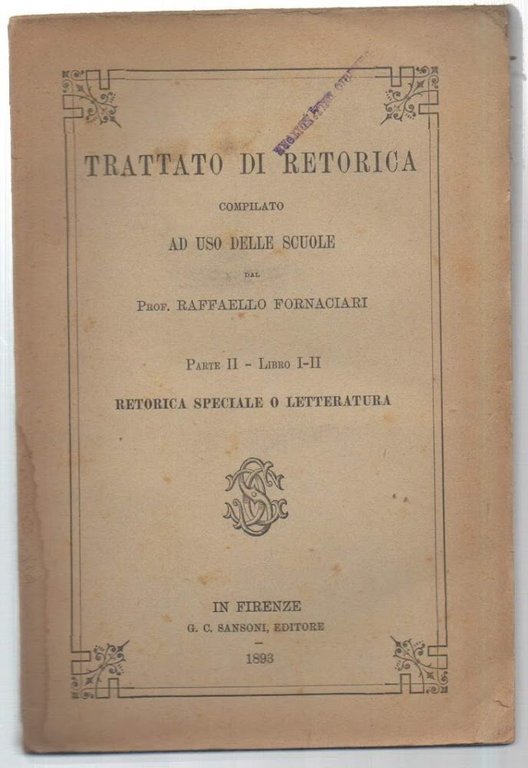 TRATTATO DI RETORICA
COMPILATO
AD USO DELLE SCUOLE
DAL
PROF. RAFFAELLO FORNACIARI
PARTE II - LIBRO I-II
RETORICA SPECIALE O LETTERATURA
IN FIRENZE
G. C. SANSONI, EDITORE
1893